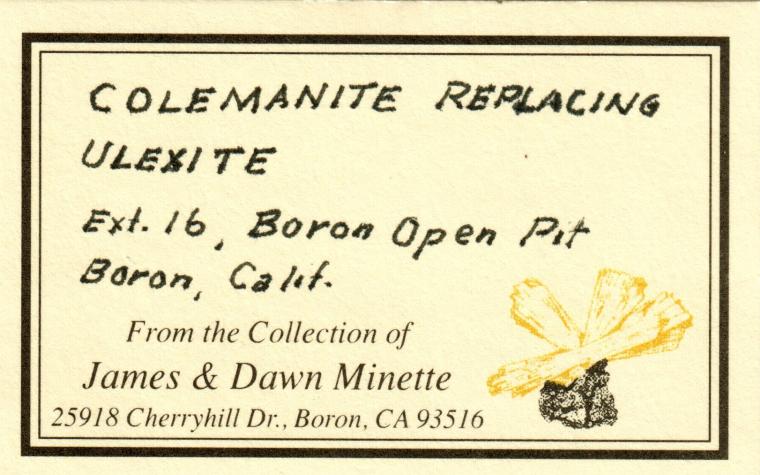 COLEMANITE REPLACING
ULEXITE
Ext. 16, Boron Open Pit
Boron, Calif.
From the Collection of
James & Dawn Minette
25918 Cherryhill Dr., Boron, CA 93516